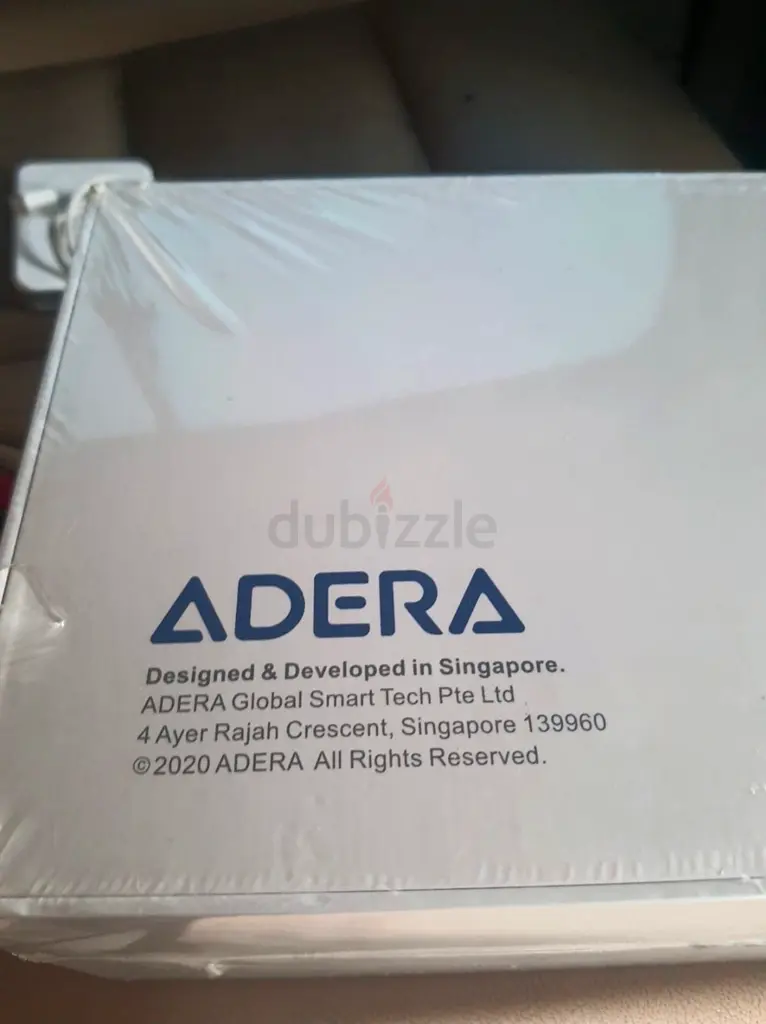 dubizzle
ADERA
Designed & Developed in Singapore.
ADERA Global Smart Tech Pte Ltd
4 Ayer Rajah Crescent, Singapore 139960
©2020 ADERA All Rights Reserved.